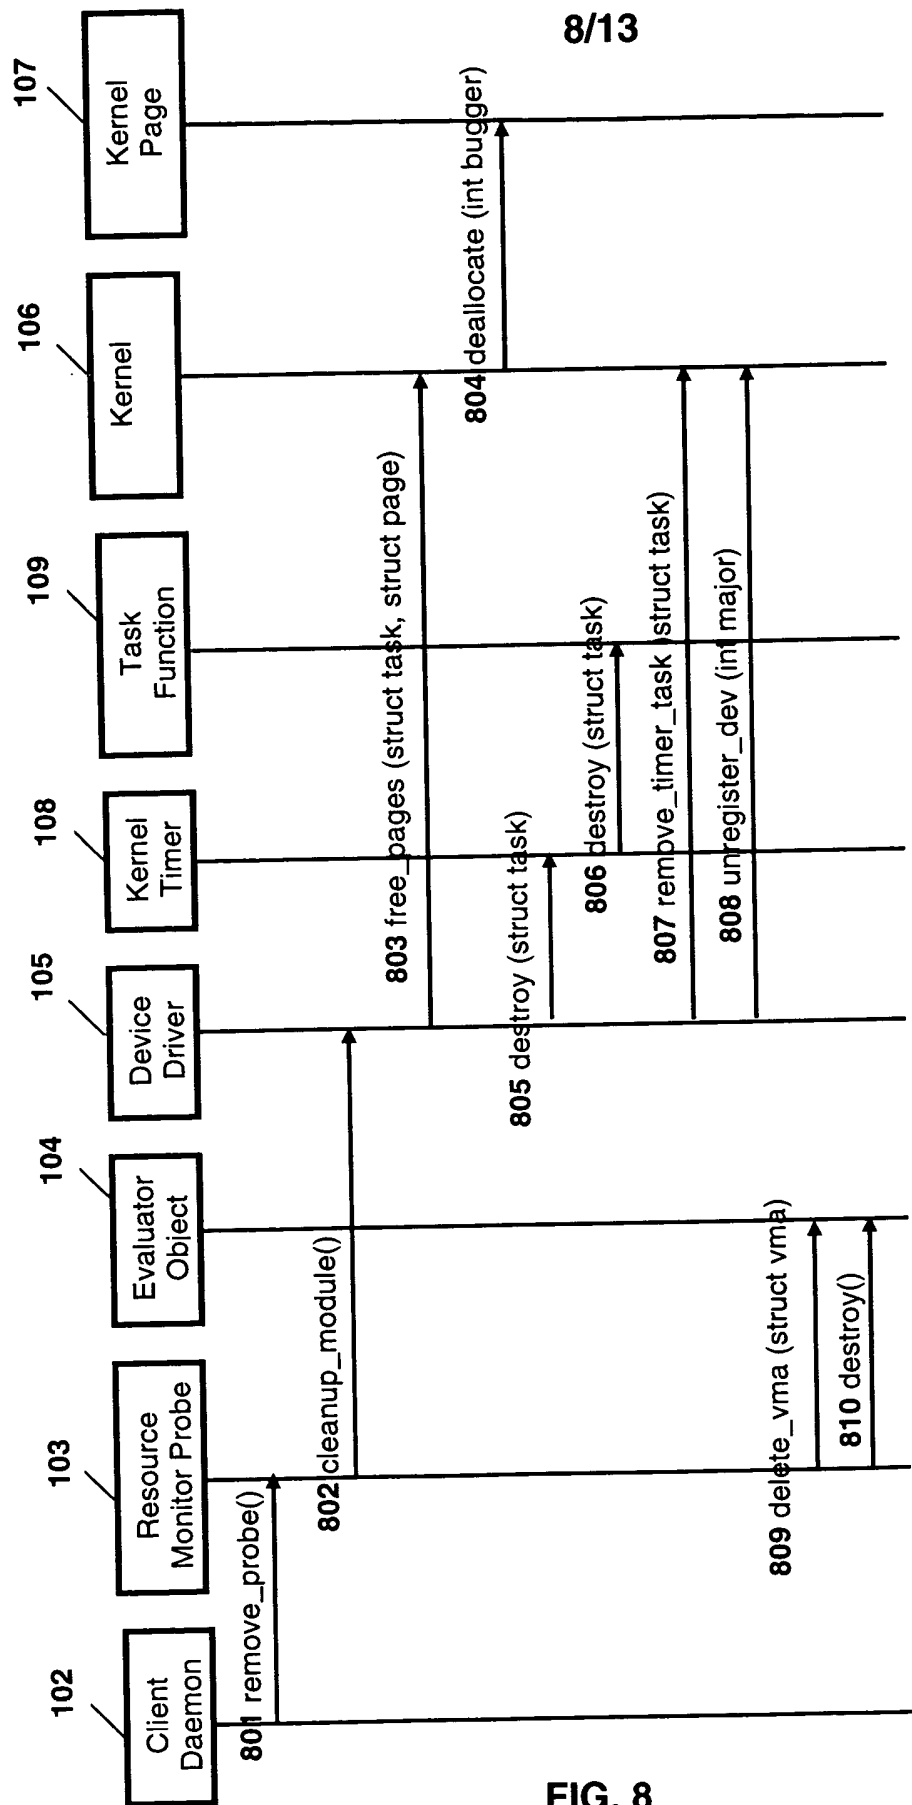 8/13
102
Client
Daemon
103
Resource
Monitor Probe
104
Evaluator
Object
105
Device
Driver
108
Kernel
Timer
109
Task
Function
106
Kernel
107
Kernel
Page
801 remove_probe()
802 cleanup_module()
803 free_pages (struct task, struct page)
804 deallocate (int bugger)
805 destroy (struct task)
806 destroy (struct task)
807 remove_timer_task (struct task)
808 unregister_dev (int major)
809 delete_vma (struct vma)
810 destroy()
FIG. 8